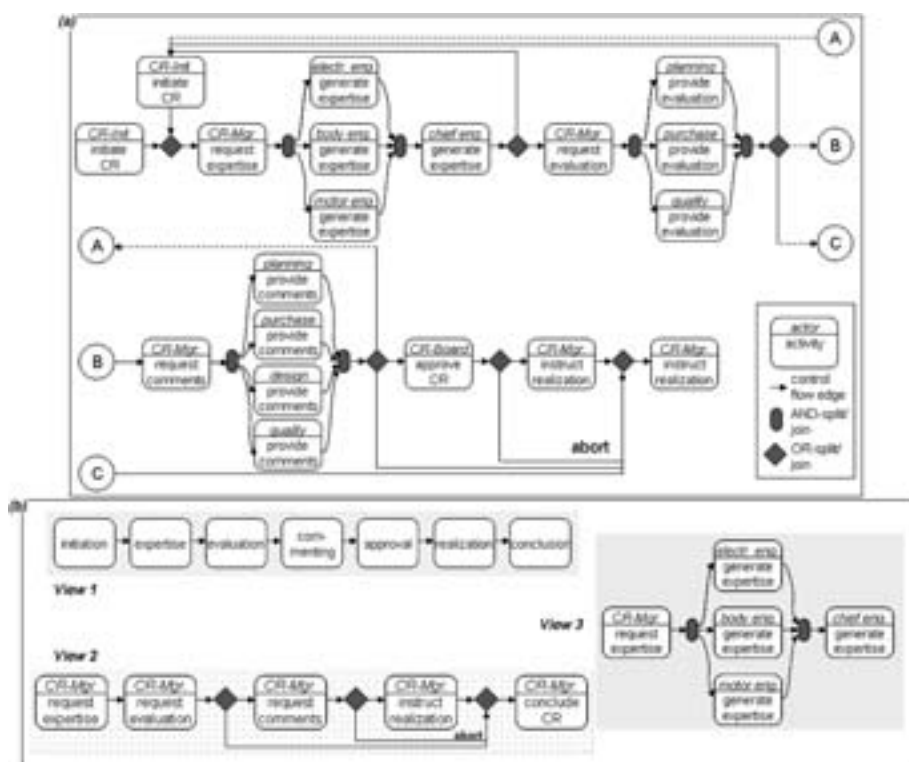 (a)
A
CR-Init
initiate
CR
electr. eng.
generate
expertise
planning
provide
evaluation
CR-Init
initiate
CR
CR-Mgr
request
expertise
body eng.
generate
expertise
chief eng.
generate
expertise
CR-Mgr
request
evaluation
purchase
provide
evaluation
B
motor eng.
generate
expertise
quality
provide
evaluation
A
C
planning
provide
comments
B
CR-Mgr.
request
comments
purchase
provide
comments
CR-Board
approve
CR
CR-Mgr.
instruct
realization
CR-Mgr.
instruct
realization
design
provide
comments
quality
provide
comments
abort
C
actor
activity
control
flow edge
AND-split/
join
OR-split/
join
(b)
initiation
expertise
evaluation
com-
menting
approval
realization
conclusion
View 1
View 3
electr. eng.
generate
expertise
CR-Mgr.
request
expertise
body eng.
generate
expertise
chief eng.
generate
expertise
motor eng.
generate
expertise
View 2
CR-Mgr.
request
expertise
CR-Mgr.
request
evaluation
CR-Mgr.
request
comments
CR-Mgr.
instruct
realization
CR-Mgr.
conclude
CR
abort